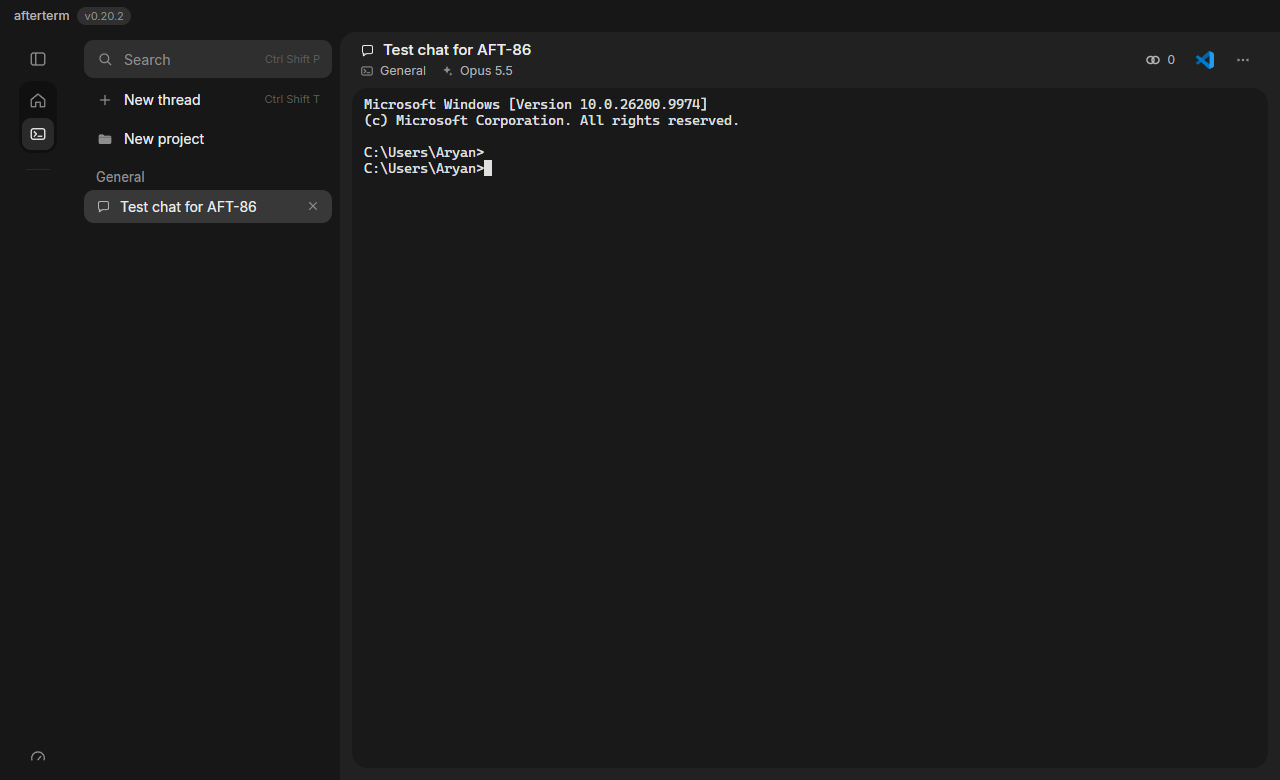 afterterm v0.20.2
Search Ctrl Shift P
New thread Ctrl Shift T
New project
General
Test chat for AFT-86
Test chat for AFT-86
General Opus 5.5
0
Microsoft Windows [Version 10.0.26200.9974]
(c) Microsoft Corporation. All rights reserved.
C:\Users\Aryan>
C:\Users\Aryan>